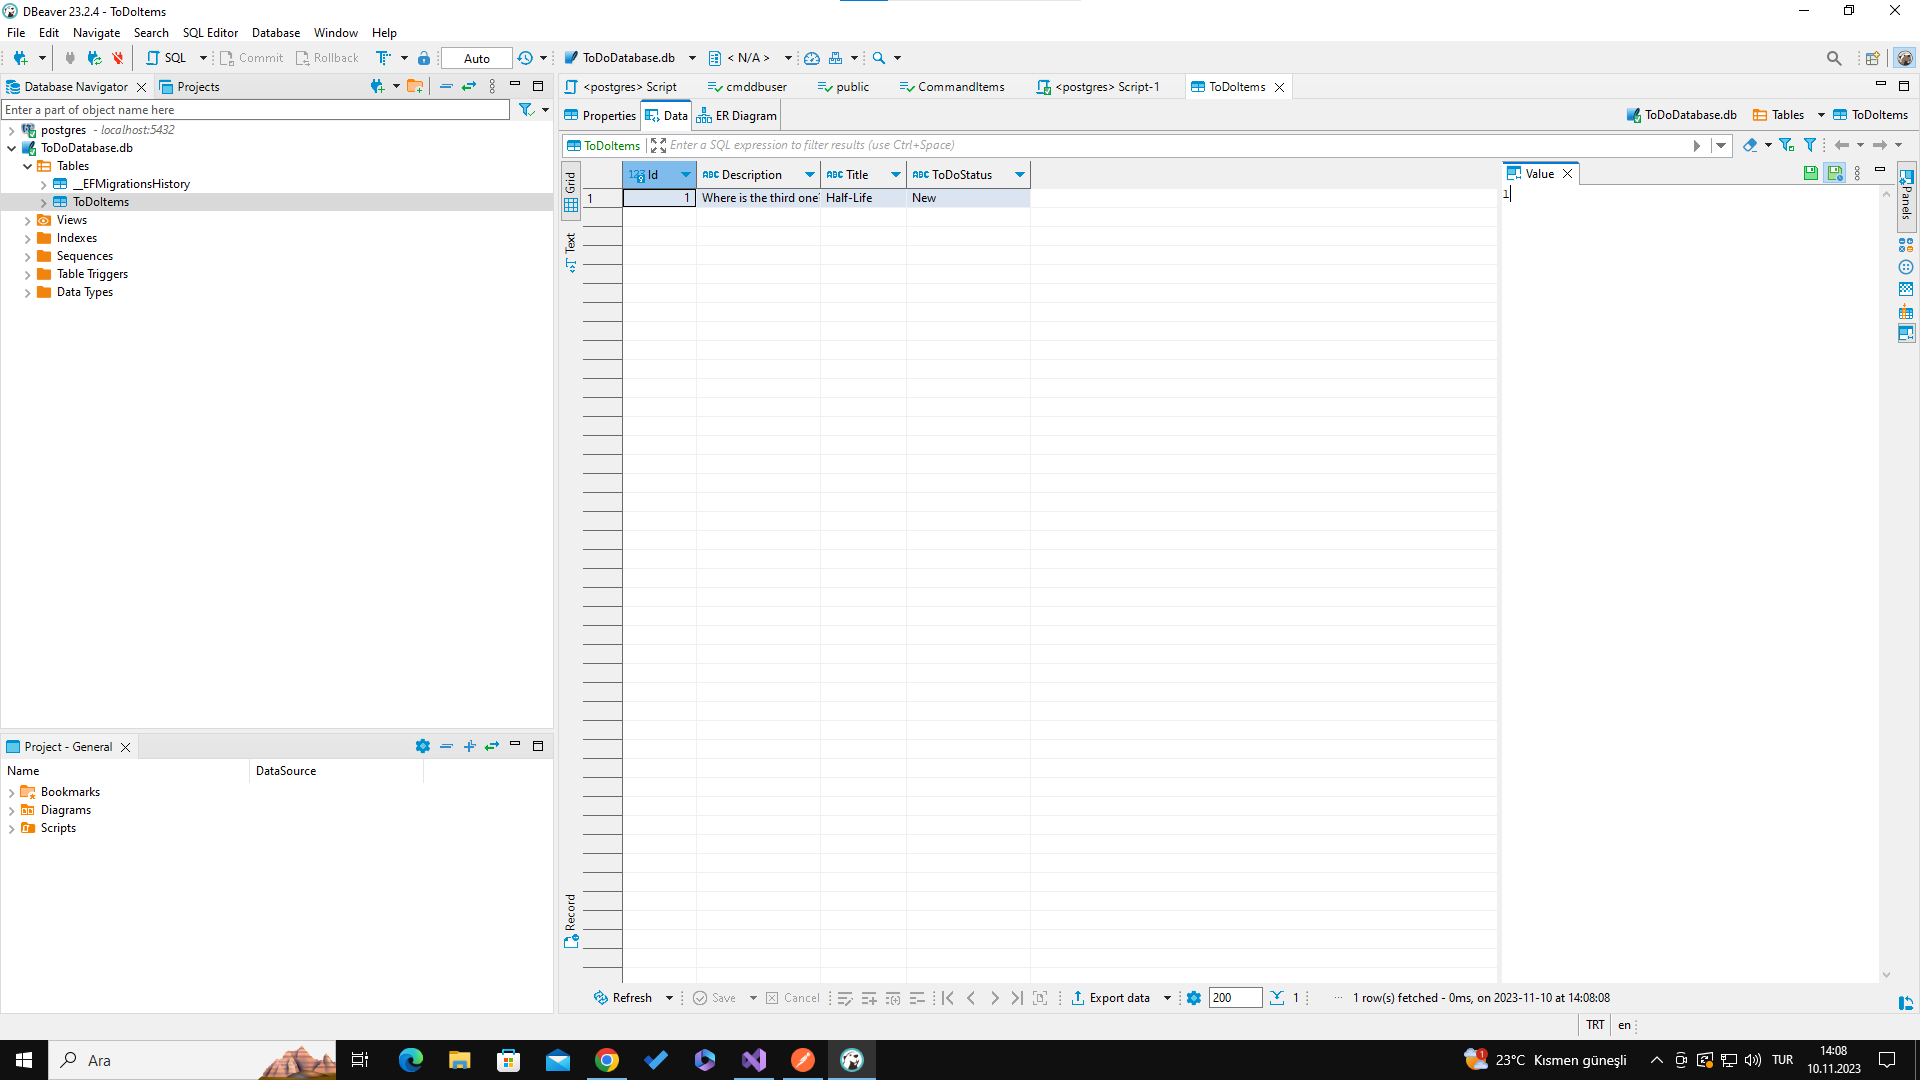 DBeaver 23.2.4 - ToDoItems
File Edit Navigate Search SQL Editor Database Window Help
SQL Commit Rollback Auto ToDoDatabase.db < N/A >
Database Navigator Projects
<postgres> Script cmddbuser public CommandItems <postgres> Script-1 ToDoItems
Enter a part of object name here
Properties Data ER Diagram ToDoDatabase.db Tables ToDoItems
postgres - localhost:5432
ToDoDatabase.db
Tables
__EFMigrationsHistory
ToDoItems
Views
Indexes
Sequences
Table Triggers
Data Types
ToDoItems Enter a SQL expression to filter results (use Ctrl+Space)
Grid
Text
Record
123 Id ABC Description ABC Title ABC ToDoStatus
1 1 Where is the third one? Half-Life New
Value
1
Panels
Project - General
Name DataSource
Bookmarks
Diagrams
Scripts
Refresh Save Cancel Export data 200 1 1 row(s) fetched - 0ms, on 2023-11-10 at 14:08:08
TRT en
Ara
1 23°C Kısmen güneşli TUR 14:08
10.11.2023